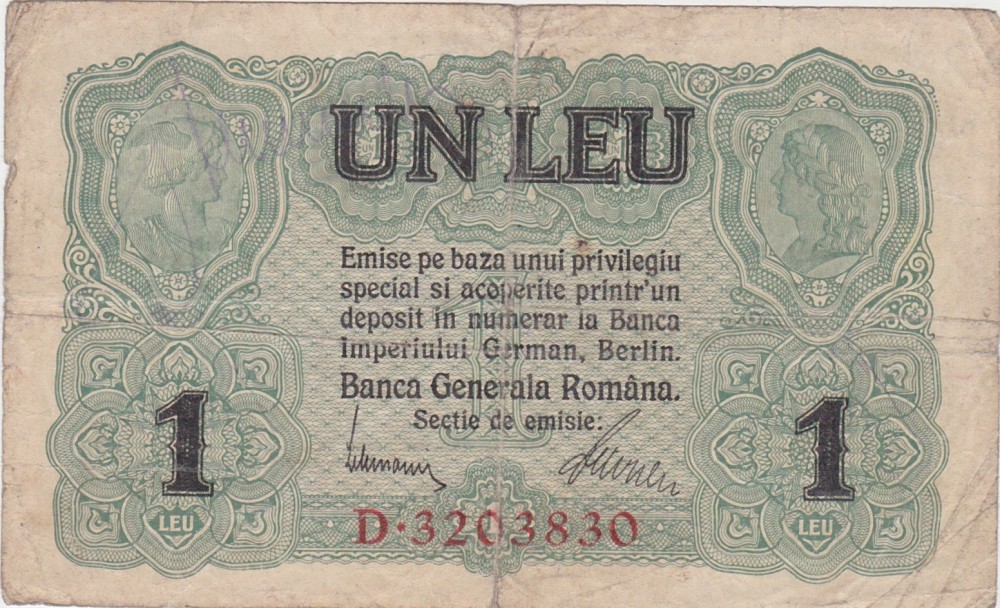 UN LEU
Emise pe baza unui privilegiu
special si acoperite printr'un
deposit in numerar la Banca
Imperiului German, Berlin.
Banca Generala Româna.
Sectie de emisie:
1
1
D·3203830
LEU
LEU